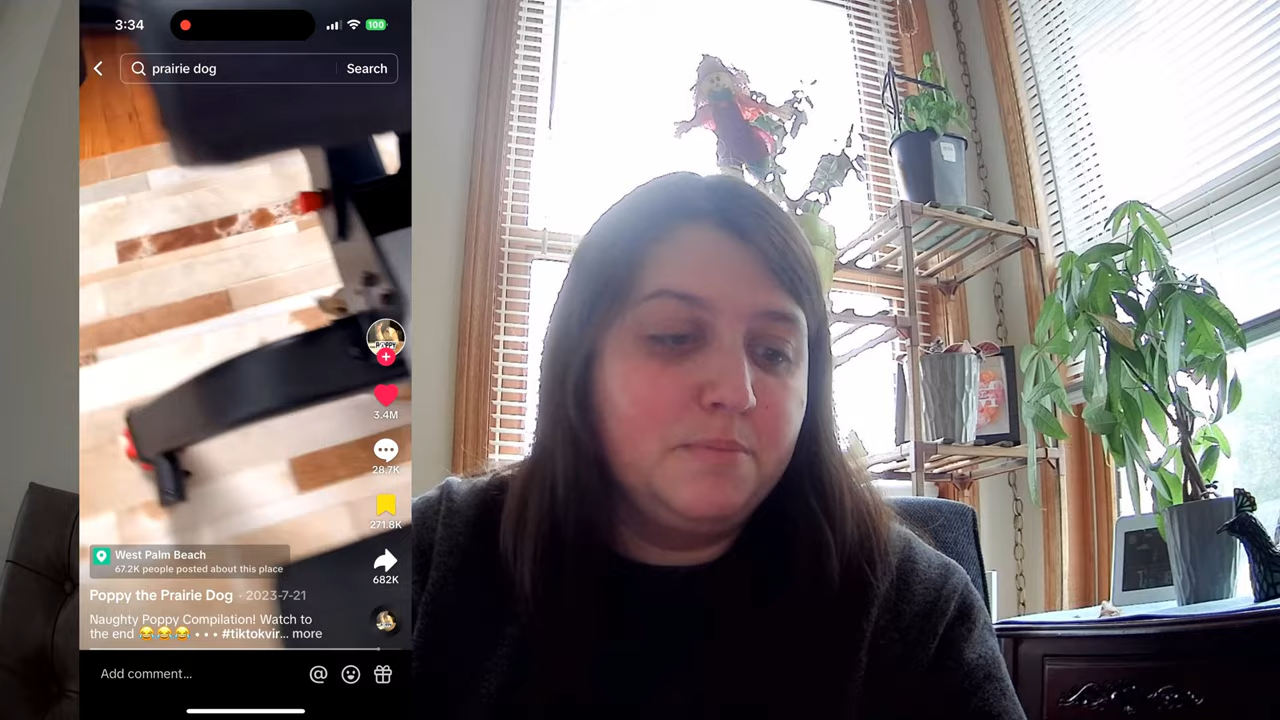 3:34
100
prairie dog
Search
POPPY
3.4M
28.7K
271.8K
682K
West Palm Beach
67.2K people posted about this place
Poppy the Prairie Dog · 2023-7-21
Naughty Poppy Compilation! Watch to
the end 😂😂😂 • • • #tiktokvir... more
Add comment...
@